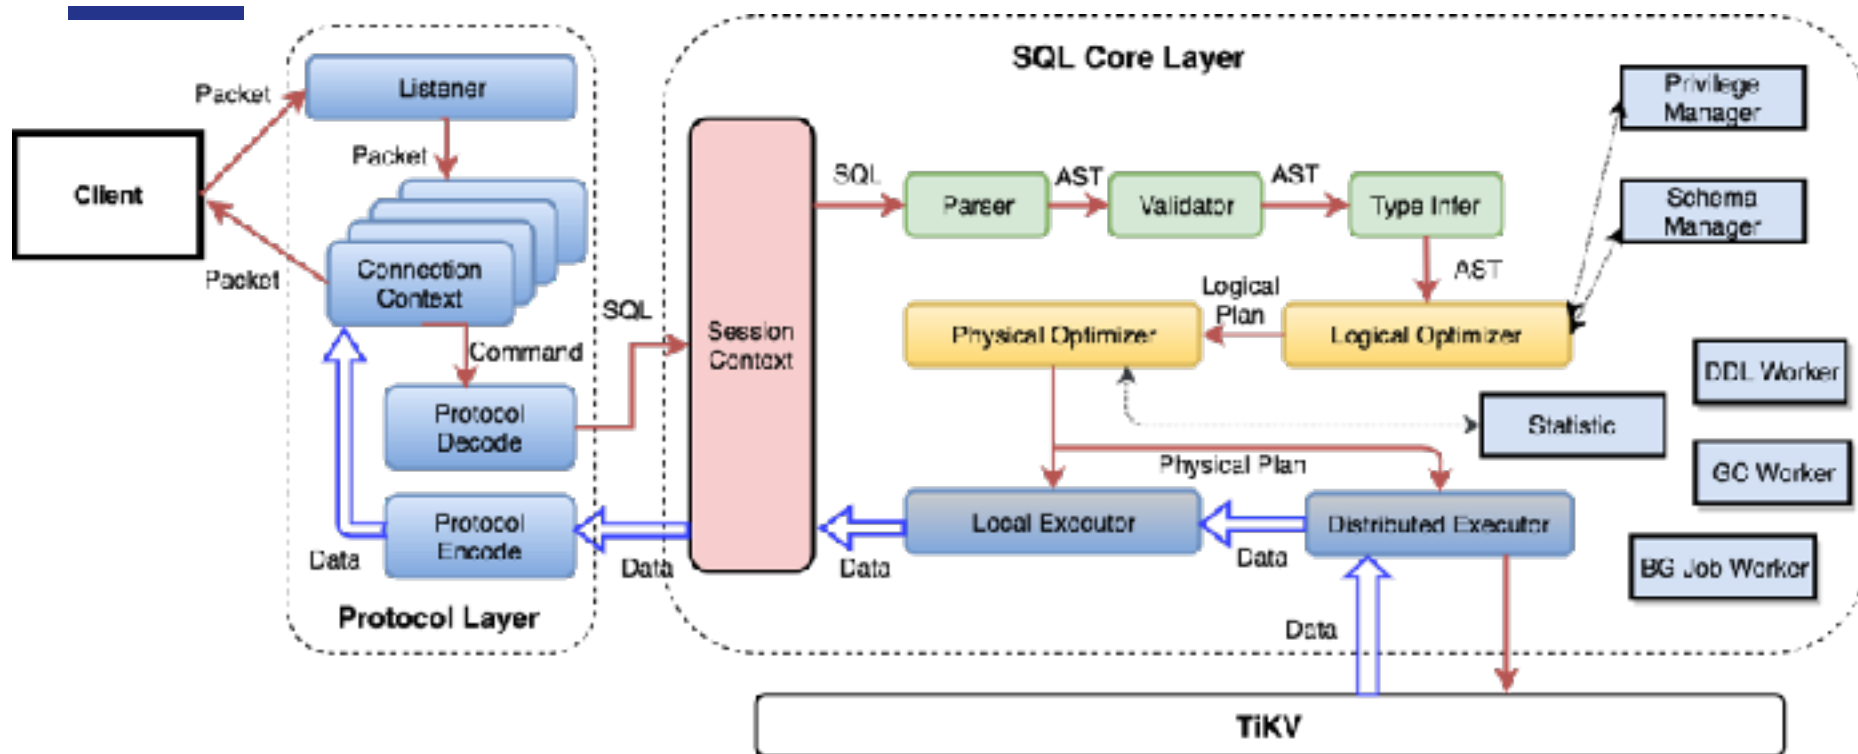 SQL Core Layer
Listener
Packet
Privilege
Manager
Packet
Client
SQL
AST
AST
Parser
Validator
Type Infer
Schema
Manager
Connection
Context
Packet
AST
Logical
Plan
SQL
Session
Context
Physical Optimizer
Logical Optimizer
Command
DDL Worker
Protocol
Decode
Statistic
Physical Plan
GC Worker
Protocol
Encode
Local Executor
Distributed Executor
Data
Data
Data
Data
BG Job Worker
Protocol Layer
Data
TiKV